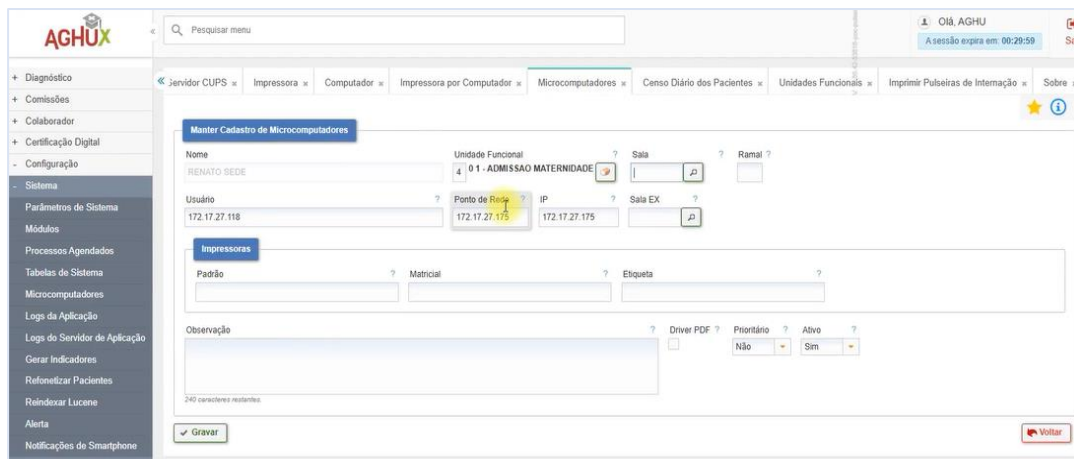 AGHUX
«
Pesquisar menu
Olá, AGHU
A sessão expira em: 00:29:59
+ Diagnóstico
+ Comissões
+ Colaborador
+ Certificação Digital
- Configuração
- Sistema
Parâmetros de Sistema
Módulos
Processos Agendados
Tabelas de Sistema
Microcomputadores
Logs da Aplicação
Logs do Servidor de Aplicação
Gerar Indicadores
Refonetizar Pacientes
Reindexar Lucene
Alerta
Notificações de Smartphone
« Servidor CUPS × Impressora × Computador × Impressora por Computador × Microcomputadores × Censo Diário dos Pacientes × Unidades Funcionais × Imprimir Pulseiras de Internação × Sobre
Manter Cadastro de Microcomputadores
Nome Unidade Funcional ? Sala ? Ramal ?
RENATO SEDE 4 0 1 - ADMISSAO MATERNIDADE
Usuário ? Ponto de Rede ? IP ? Sala EX ?
172.17.27.118 172.17.27.175 172.17.27.175
Impressoras
Padrão ? Matricial ? Etiqueta ?
Observação ? Driver PDF ? Prioritário ? Ativo ?
Não Sim
240 caracteres restantes.
Gravar Voltar